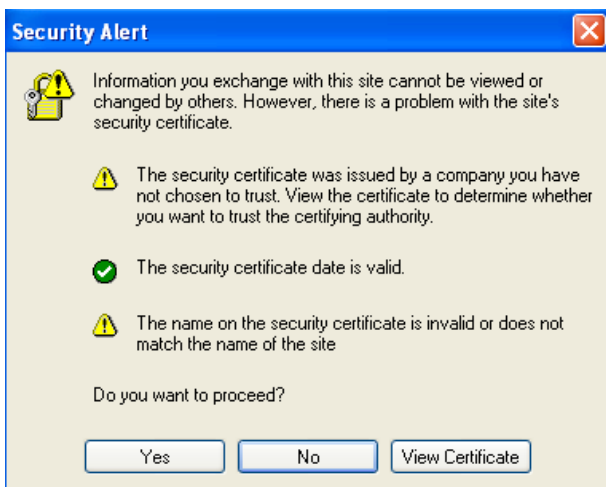 Security Alert
Information you exchange with this site cannot be viewed or
changed by others. However, there is a problem with the site's
security certificate.
The security certificate was issued by a company you have
not chosen to trust. View the certificate to determine whether
you want to trust the certifying authority.
The security certificate date is valid.
The name on the security certificate is invalid or does not
match the name of the site
Do you want to proceed?
Yes
No
View Certificate